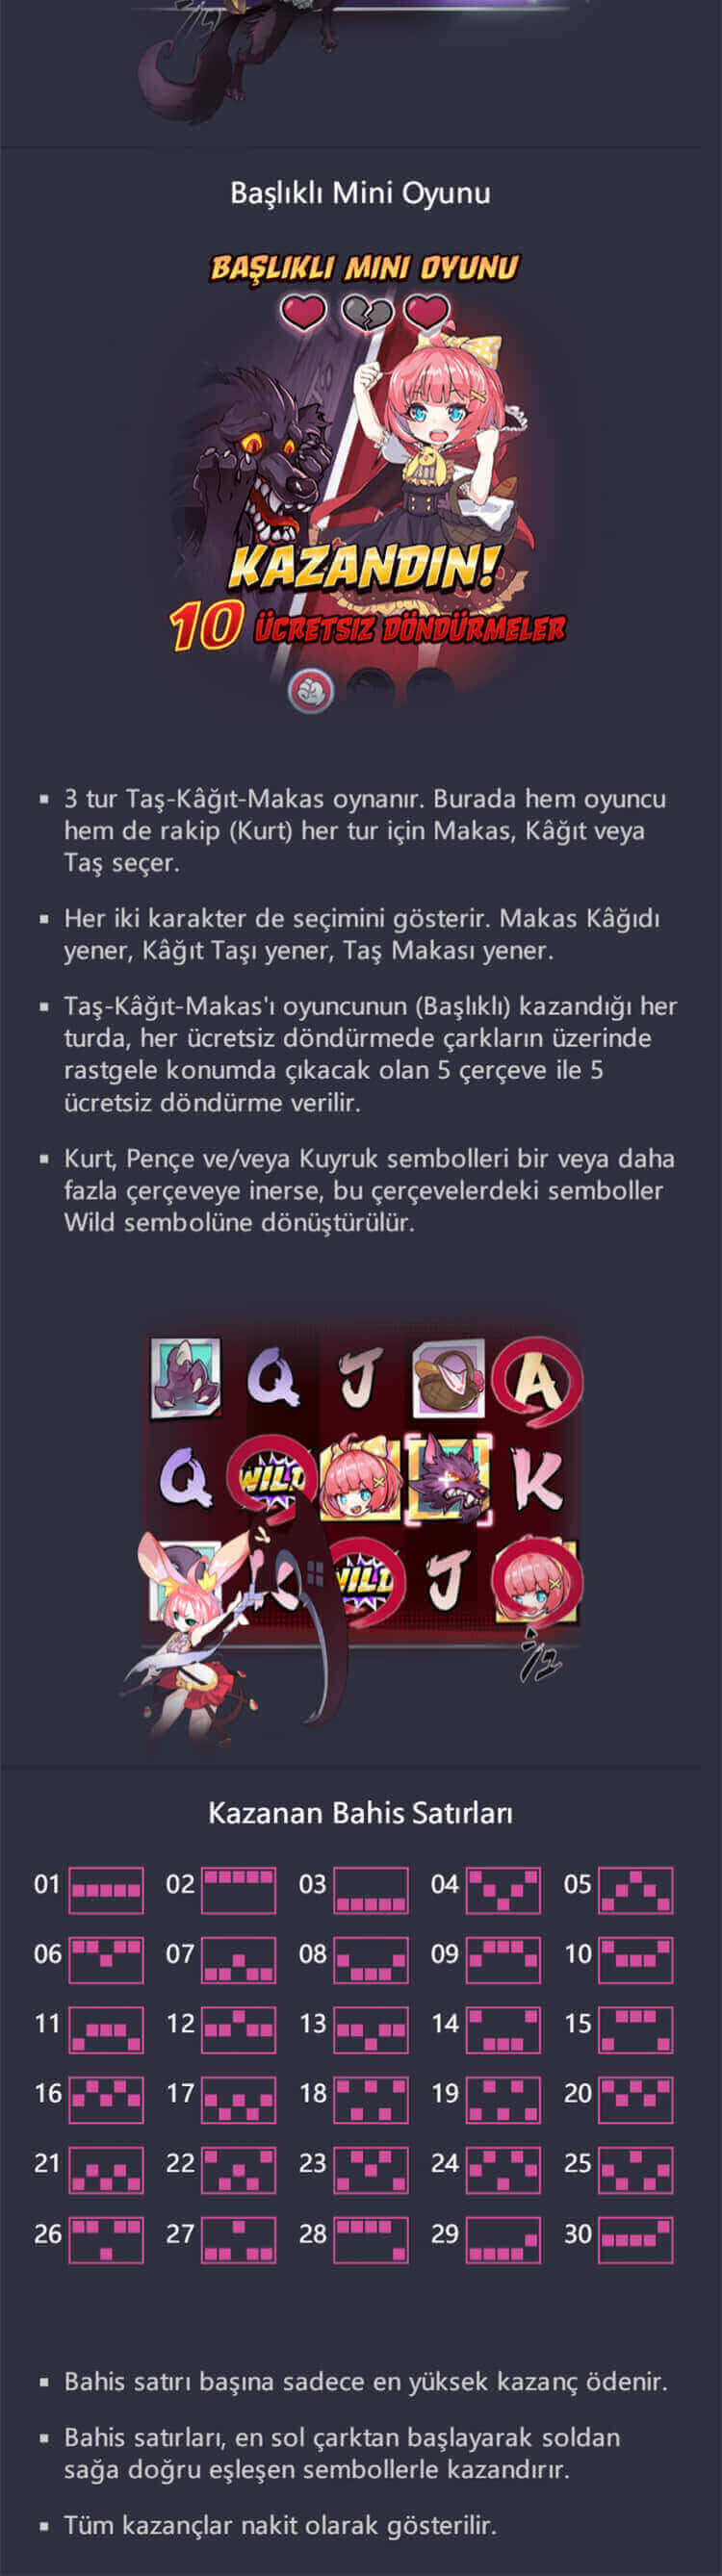 Başlıklı Mini Oyunu
BAŞLIKLI MINI OYUNU
KAZANDIN!
10 ÜCRETSIZ DÖNDÜRMELER
▪ 3 tur Taş-Kâğıt-Makas oynanır. Burada hem oyuncu
hem de rakip (Kurt) her tur için Makas, Kâğıt veya
Taş seçer.
▪ Her iki karakter de seçimini gösterir. Makas Kâğıdı
yener, Kâğıt Taşı yener, Taş Makası yener.
▪ Taş-Kâğıt-Makas'ı oyuncunun (Başlıklı) kazandığı her
turda, her ücretsiz döndürmede çarkların üzerinde
rastgele konumda çıkacak olan 5 çerçeve ile 5
ücretsiz döndürme verilir.
▪ Kurt, Pençe ve/veya Kuyruk sembolleri bir veya daha
fazla çerçeveye inerse, bu çerçevelerdeki semboller
Wild sembolüne dönüştürülür.
Q J A
Q WILD K
K WILD J
Kazanan Bahis Satırları
01 02 03 04 05
06 07 08 09 10
11 12 13 14 15
16 17 18 19 20
21 22 23 24 25
26 27 28 29 30
▪ Bahis satırı başına sadece en yüksek kazanç ödenir.
▪ Bahis satırları, en sol çarktan başlayarak soldan
sağa doğru eşleşen sembollerle kazandırır.
▪ Tüm kazançlar nakit olarak gösterilir.